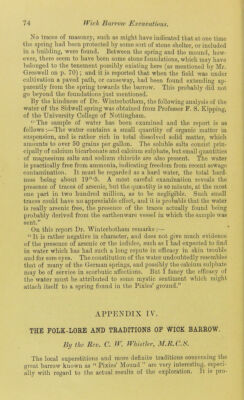 74 Wick Barrow Excavations.
No traces of masonry, such as might have indicated that at one time
the spring had been protected by some sort of stone shelter, or included
in a building, were found. Between the spring and the mound, how-
ever, there seem to have been some stone foundations, which may have
belonged to the tenement possibly existing here (as mentioned by Mr.
Greswell on p. 70); and it is reported that when the field was under
cultivation a paved path, or causeway, had been found extending ap-
parently from the spring towards the barrow. This probably did not
go beyond the foundations just mentioned.
By the kindness of Dr. Winterbotham, the following analysis of the
water of the Sidwell spring was obtained from Professor F. S. Kipping,
of the University College of Nottingham.
"The sample of water has been examined and the report is as
follows:—The water contains a small quantity of organic matter in
suspension, and is rather rich in total dissolved solid matter, which
amounts to over 50 grains per gallon. The soluble salts consist prin-
cipally of calcium bicarbonate and calcium sulphate, but small quantities
of magnesium salts and sodium chloride are also present. The water
is practically free from ammonia, indicating freedom from recent sewage
contamination. It must be regarded as a hard water, the total hard-
ness being about 19°·5. A most careful examination reveals the
presence of traces of arsenic, but the quantity is so minute, at the most
one part in two hundred million, as to be negligible. Such small
traces could have no appreciable effect, and it is probable that the water
is really arsenic free, the presence of the traces actually found being
probably derived from the earthenware vessel in which the sample was
sent."
On this report Dr. Winterbotham remarks :—
"It is rather negative in character, and does not give much evidence
of the presence of arsenic or the iodides, such as I had expected to find
in water which has had such a long repute in efficacy in skin trouble
and for sore eyes. The constitution of the water undoubtedly resembles
that of many of the German springs, and possibly the calcium sulphate
may be of service in scorbutic affections. But I fancy the efficacy of
the water must be attributed to some mystic sentiment which might
attach itself to a spring found in the Pixies' ground."
APPENDIX IV.
THE FOLK-LORE AND TRADITIONS OF WICK BARROW.
By the Rev. C. W. Whistler, M.R.C.S.
The local superstitions and more definite traditions concerning the
great barrow known as "Pixies' Mound" are very interesting, especi-
ally with regard to the actual results of the exploration. It is pro-